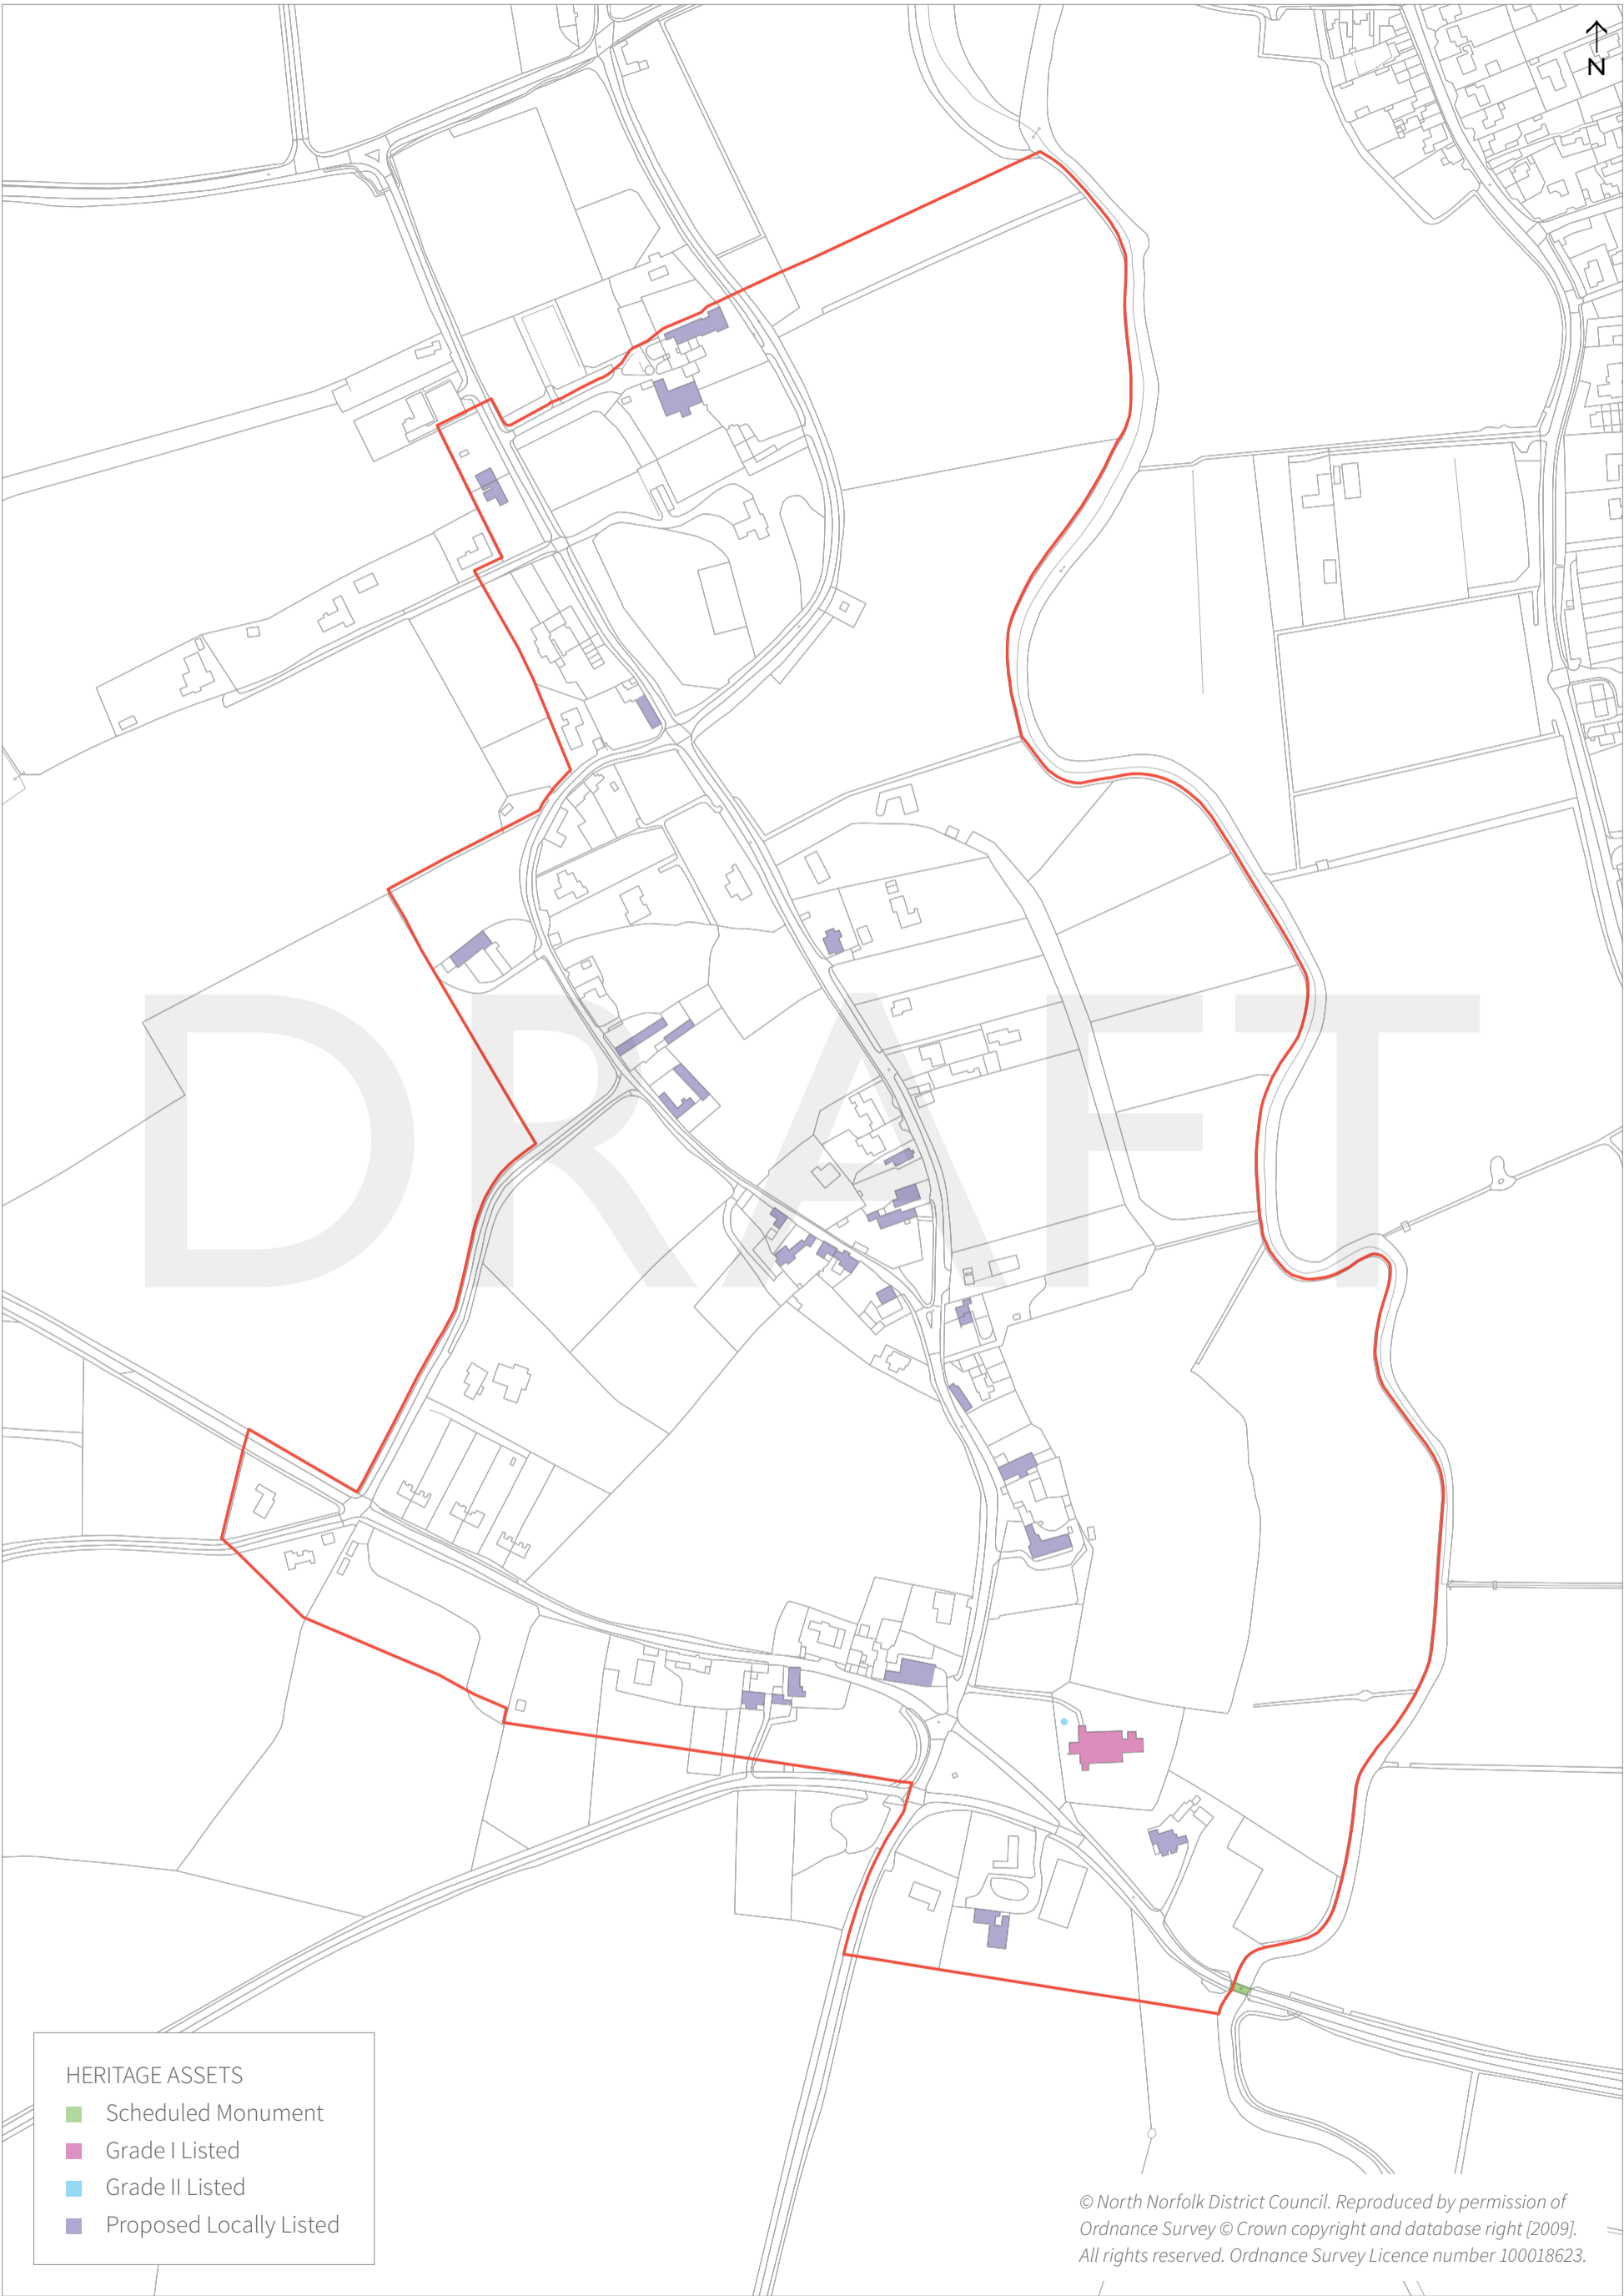 N
DRAFT
HERITAGE ASSETS
Scheduled Monument
Grade I Listed
Grade II Listed
Proposed Locally Listed
© North Norfolk District Council. Reproduced by permission of
Ordnance Survey © Crown copyright and database right [2009].
All rights reserved. Ordnance Survey Licence number 100018623.